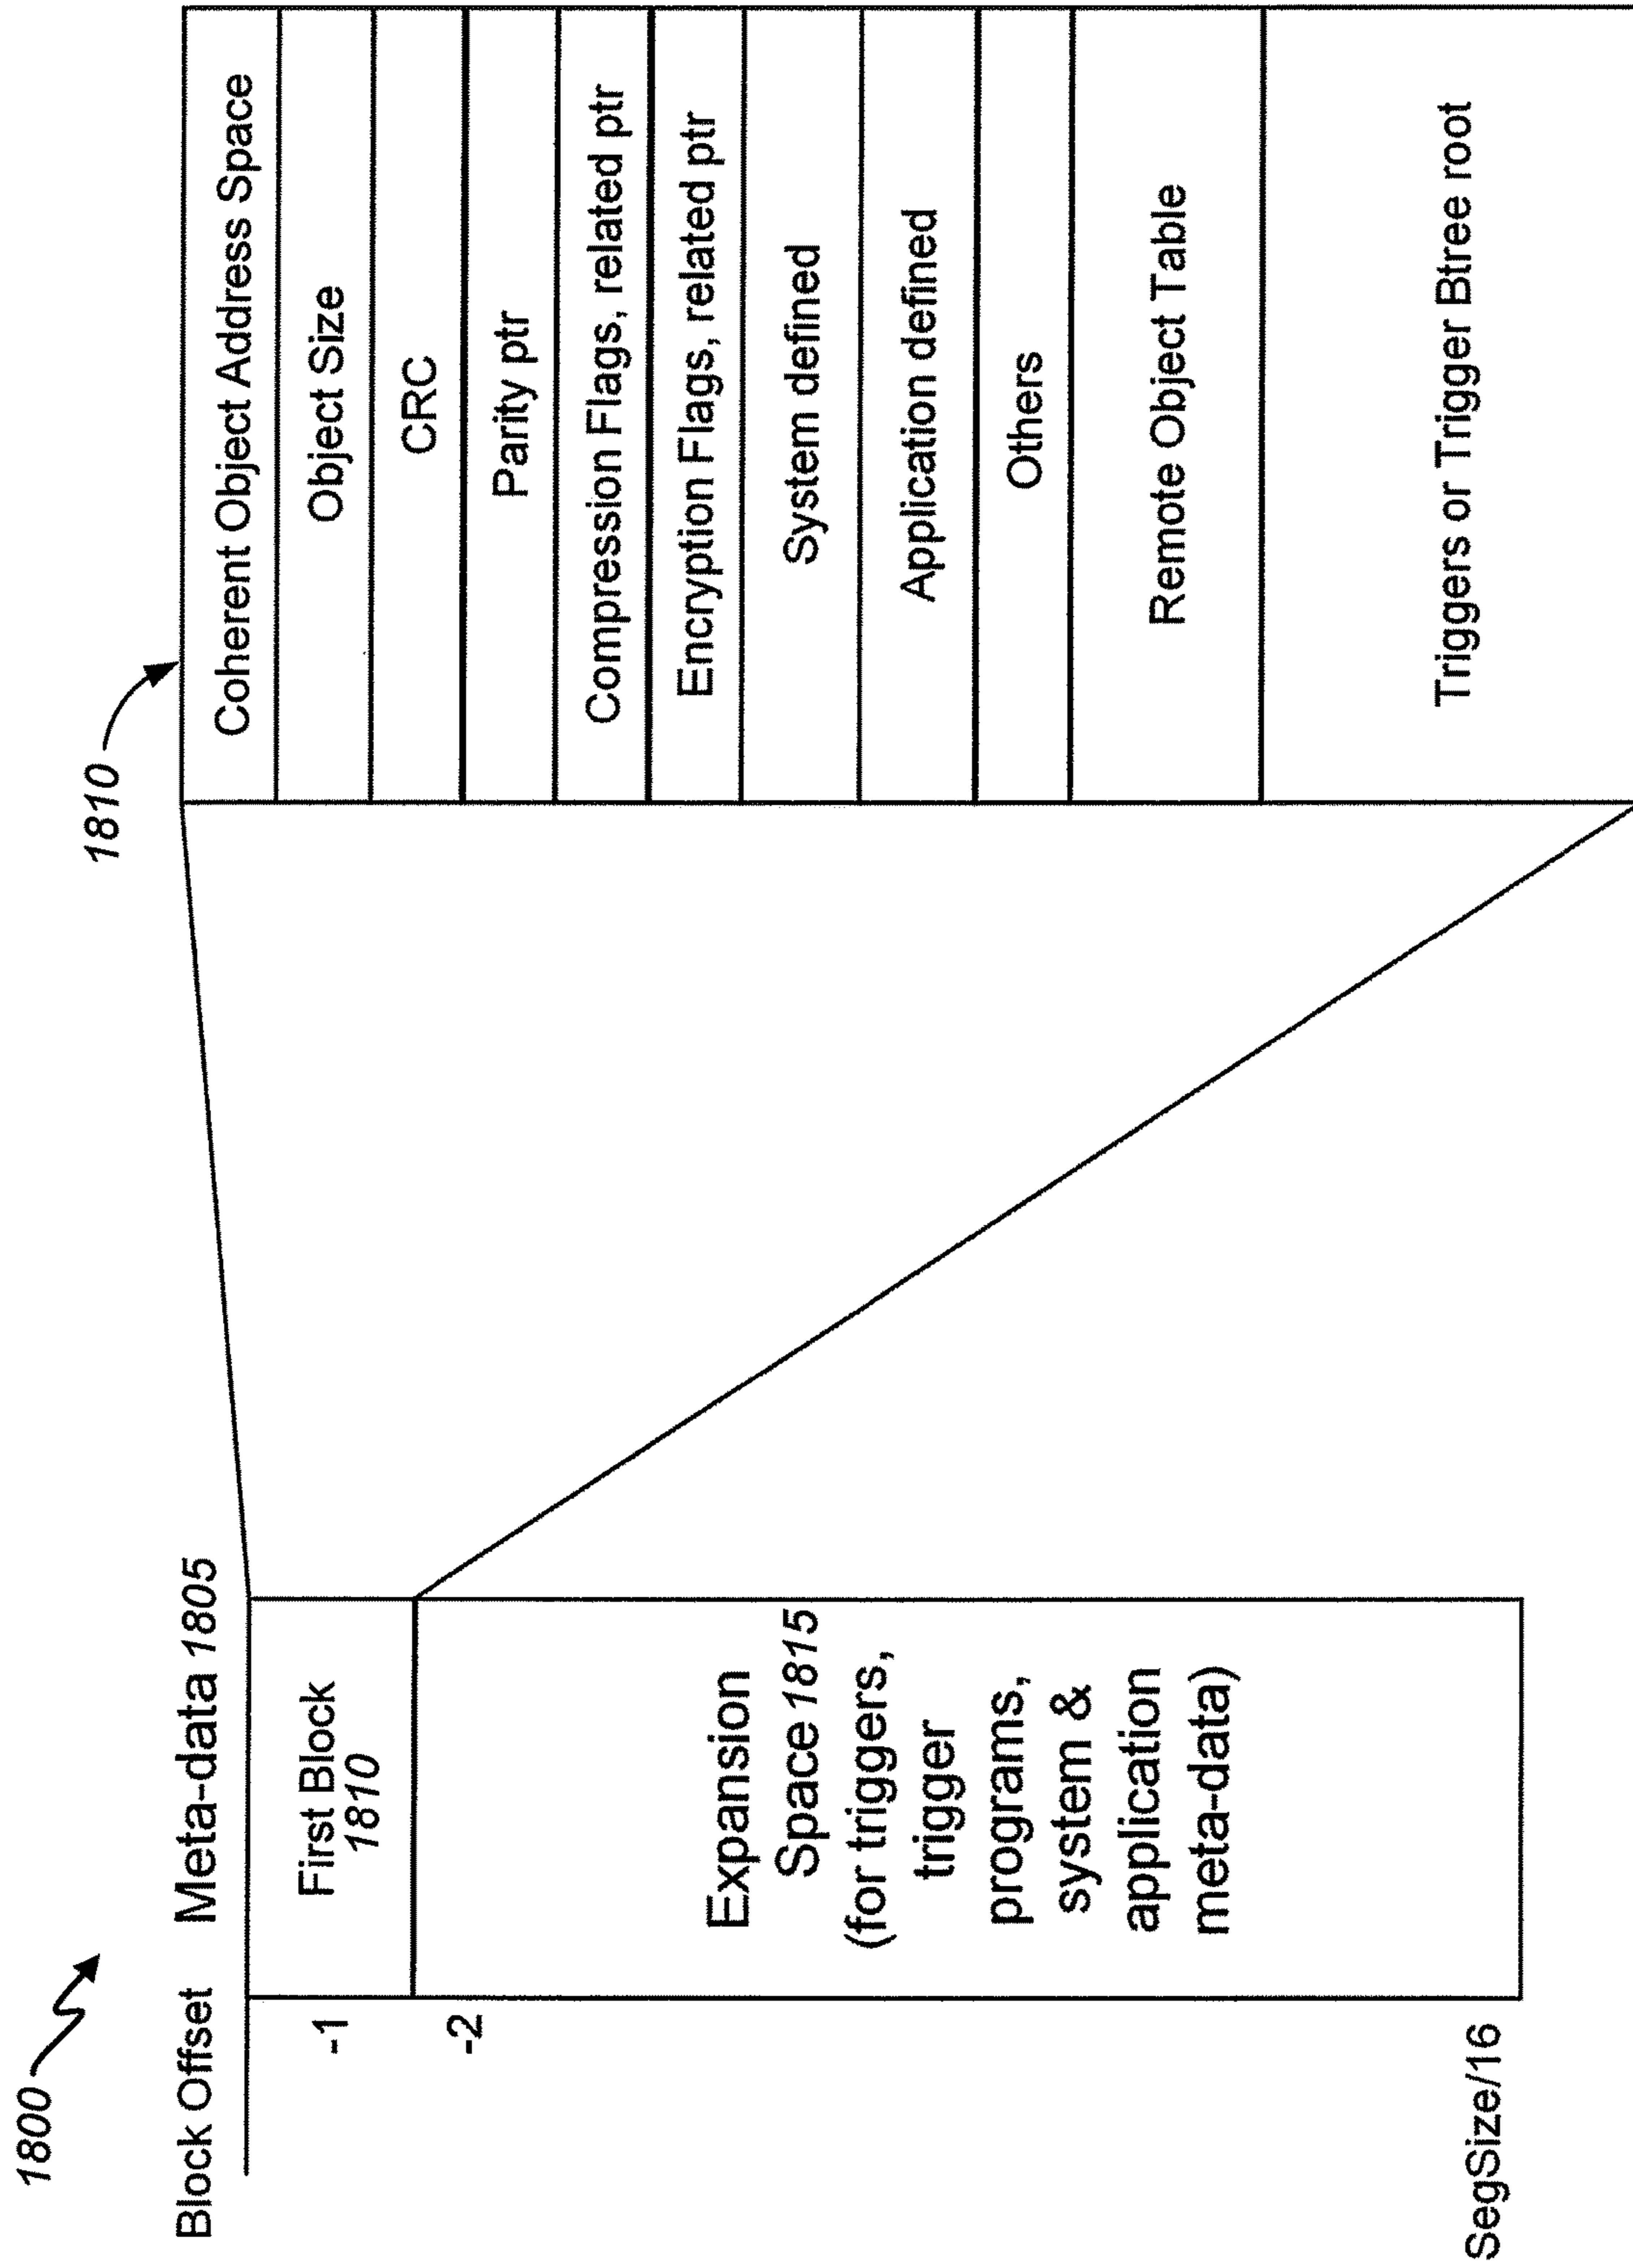 1800
Block Offset
Meta-data 1805
-1
First Block
1810
-2
Expansion
Space 1815
(for triggers,
trigger
programs,
system &
application
meta-data)
SegSize/16
1810
Coherent Object Address Space
Object Size
CRC
Parity ptr
Compression Flags, related ptr
Encryption Flags, related ptr
System defined
Application defined
Others
Remote Object Table
Triggers or Trigger Btree root